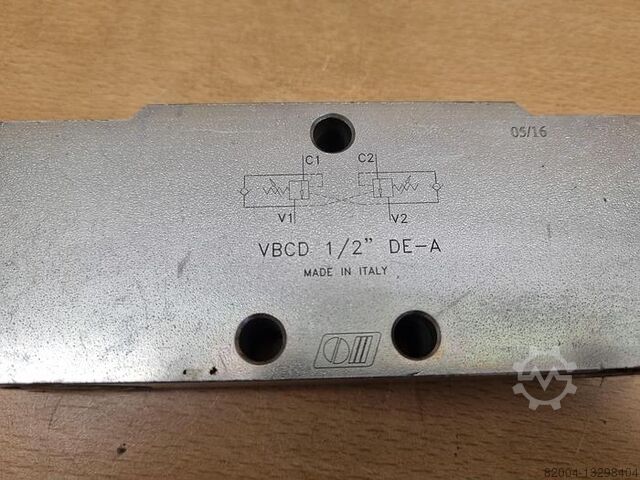 05/16
C1 C2
V1 V2
VBCD 1/2" DE-A
MADE IN ITALY
82004-13298404